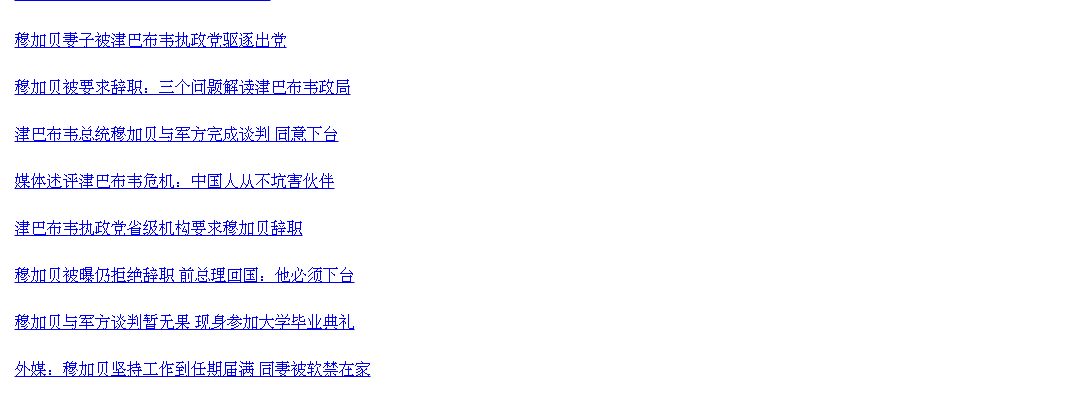 穆加贝妻子被津巴布韦执政党驱逐出党
穆加贝被要求辞职：三个问题解读津巴布韦政局
津巴布韦总统穆加贝与军方完成谈判 同意下台
媒体述评津巴布韦危机：中国人从不坑害伙伴
津巴布韦执政党省级机构要求穆加贝辞职
穆加贝被曝仍拒绝辞职 前总理回国：他必须下台
穆加贝与军方谈判暂无果 现身参加大学毕业典礼
外媒：穆加贝坚持工作到任期届满 同妻被软禁在家